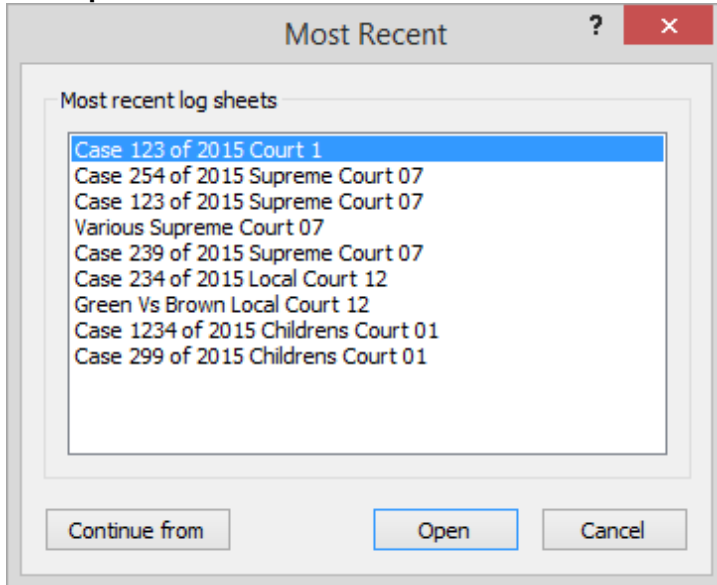 Most Recent ? ×
Most recent log sheets
Case 123 of 2015 Court 1
Case 254 of 2015 Supreme Court 07
Case 123 of 2015 Supreme Court 07
Various Supreme Court 07
Case 239 of 2015 Supreme Court 07
Case 234 of 2015 Local Court 12
Green Vs Brown Local Court 12
Case 1234 of 2015 Childrens Court 01
Case 299 of 2015 Childrens Court 01
Continue from Open Cancel